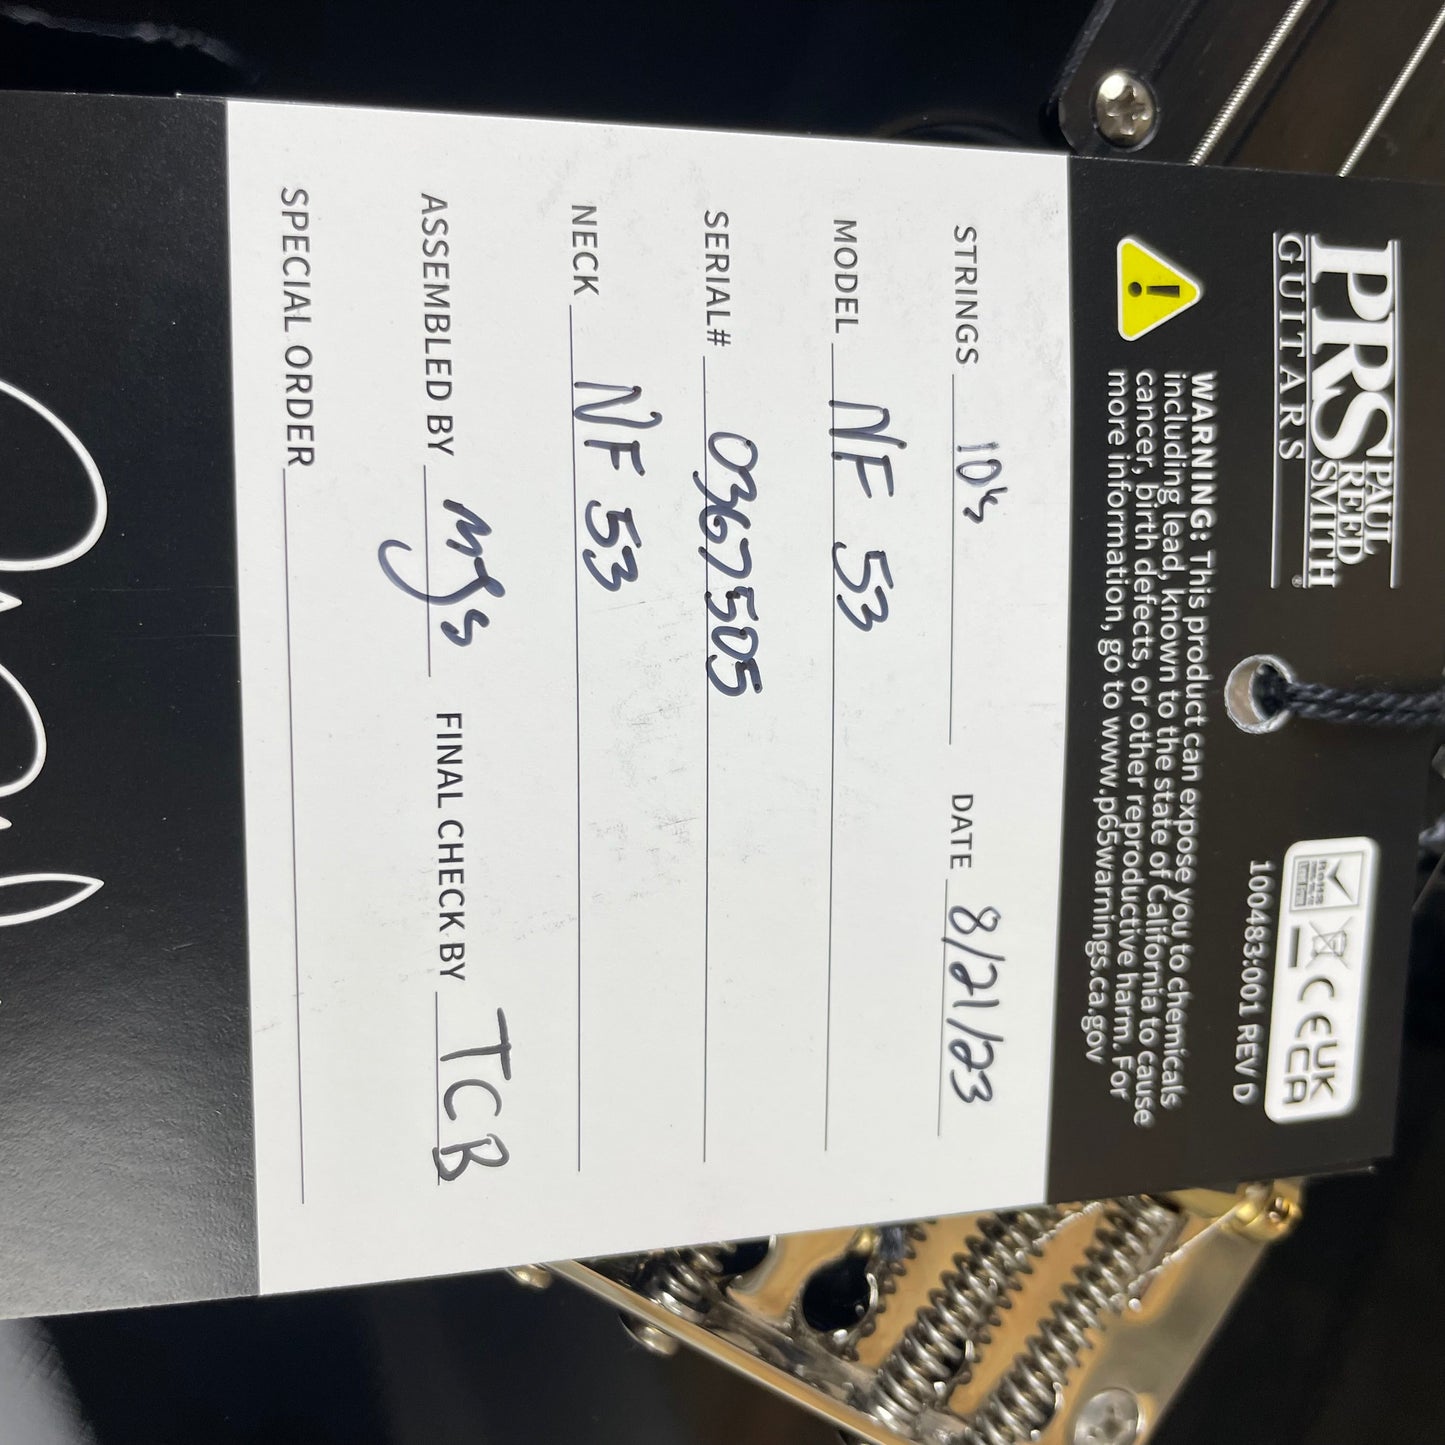 PRS PAUL REED SMITH
GUITARS ®
RoHS CE UK CA
100483:001 REV D
WARNING: This product can expose you to chemicals
including lead, known to the state of California to cause
cancer, birth defects, or other reproductive harm. For
more information, go to www.p65warnings.ca.gov
STRINGS 10's DATE 8/21/23
MODEL NF 53
SERIAL# 0367505
NECK NF 53
ASSEMBLED BY mys FINAL CHECK BY TCB
SPECIAL ORDER